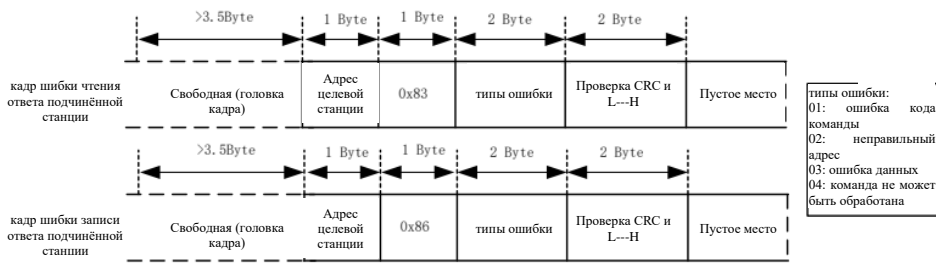 >3.5Byte 1 Byte 1 Byte 2 Byte 2 Byte
кадр шибки чтения
ответа подчинённой
станции
Свободная (головка
кадра)
Адрес
целевой
станции
0x83
типы ошибки
Проверка CRC и
L---H
Пустое место
>3.5Byte 1 Byte 1 Byte 2 Byte 2 Byte
кадр шибки записи
ответа подчинённой
станции
Свободная (головка
кадра)
Адрес
целевой
станции
0x86
типы ошибки
Проверка CRC и
L---H
Пустое место
типы ошибки:
01: ошибка кода
команды
02: неправильный
адрес
03: ошибка данных
04: команда не может
быть обработана